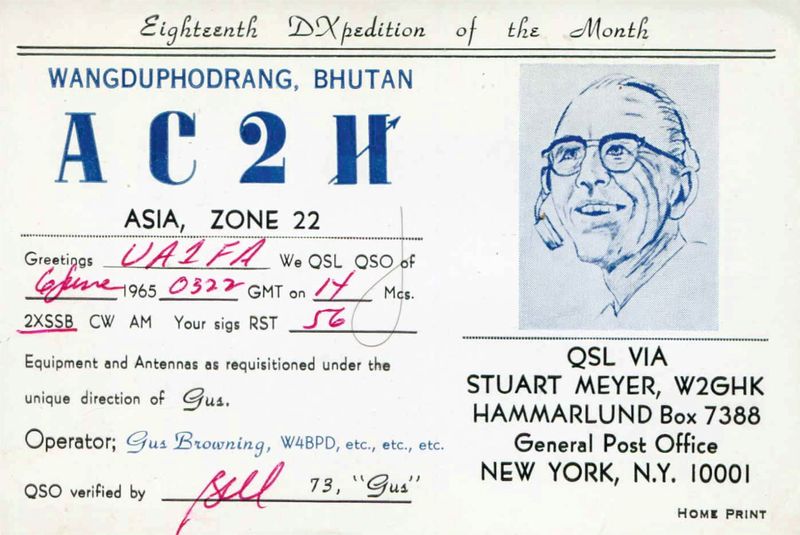 Eighteenth DXpedition of the Month
WANGDUPHODRANG, BHUTAN
AC2H
ASIA, ZONE 22
Greetings UA1FA We QSL QSO of
6 June 1965 0322 GMT on 14 Mcs.
2XSSB CW AM Your sigs RST 56
Equipment and Antennas as requisitioned under the
unique direction of Gus.
Operator; Gus Browning, W4BPD, etc., etc., etc.
QSO verified by 73, "Gus"
QSL VIA
STUART MEYER, W2GHK
HAMMARLUND Box 7388
General Post Office
NEW YORK, N.Y. 10001
HOME PRINT